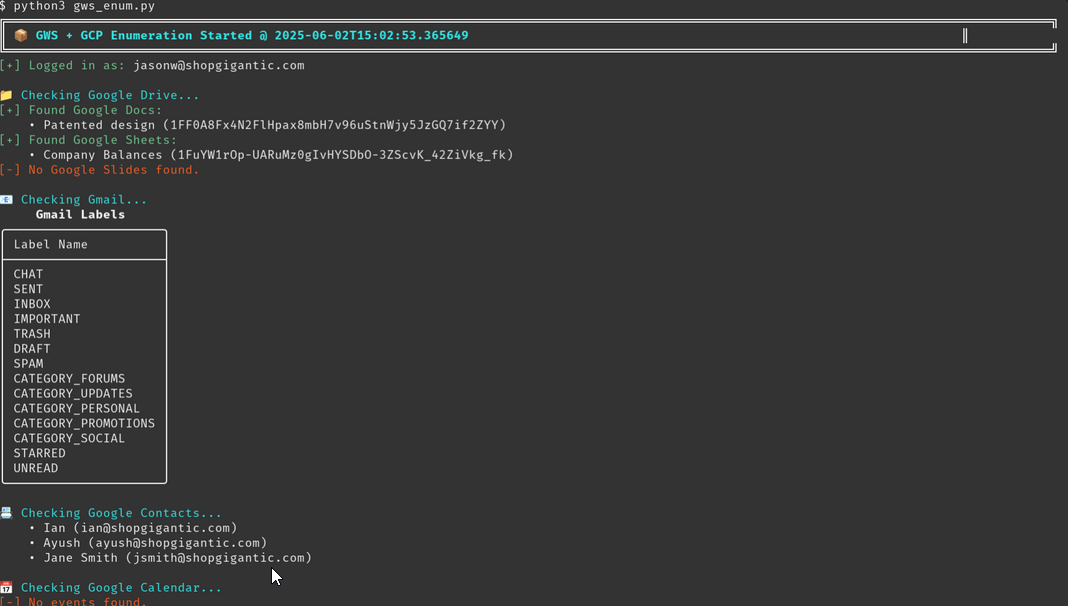 $ python3 gws_enum.py
📦 GWS + GCP Enumeration Started @ 2025-06-02T15:02:53.365649
[+] Logged in as: jasonw@shopgigantic.com
📁 Checking Google Drive...
[+] Found Google Docs:
• Patented design (1FF0A8Fx4N2FlHpax8mbH7v96uStnWjy5JzGQ7if2ZYY)
[+] Found Google Sheets:
• Company Balances (1FuYW1rOp-UARuMz0gIvHYSDbO-3ZScvK_42ZiVkg_fk)
[-] No Google Slides found.
📧 Checking Gmail...
Gmail Labels
Label Name
CHAT
SENT
INBOX
IMPORTANT
TRASH
DRAFT
SPAM
CATEGORY_FORUMS
CATEGORY_UPDATES
CATEGORY_PERSONAL
CATEGORY_PROMOTIONS
CATEGORY_SOCIAL
STARRED
UNREAD
📇 Checking Google Contacts...
• Ian (ian@shopgigantic.com)
• Ayush (ayush@shopgigantic.com)
• Jane Smith (jsmith@shopgigantic.com)
📅 Checking Google Calendar...
[-] No events found.